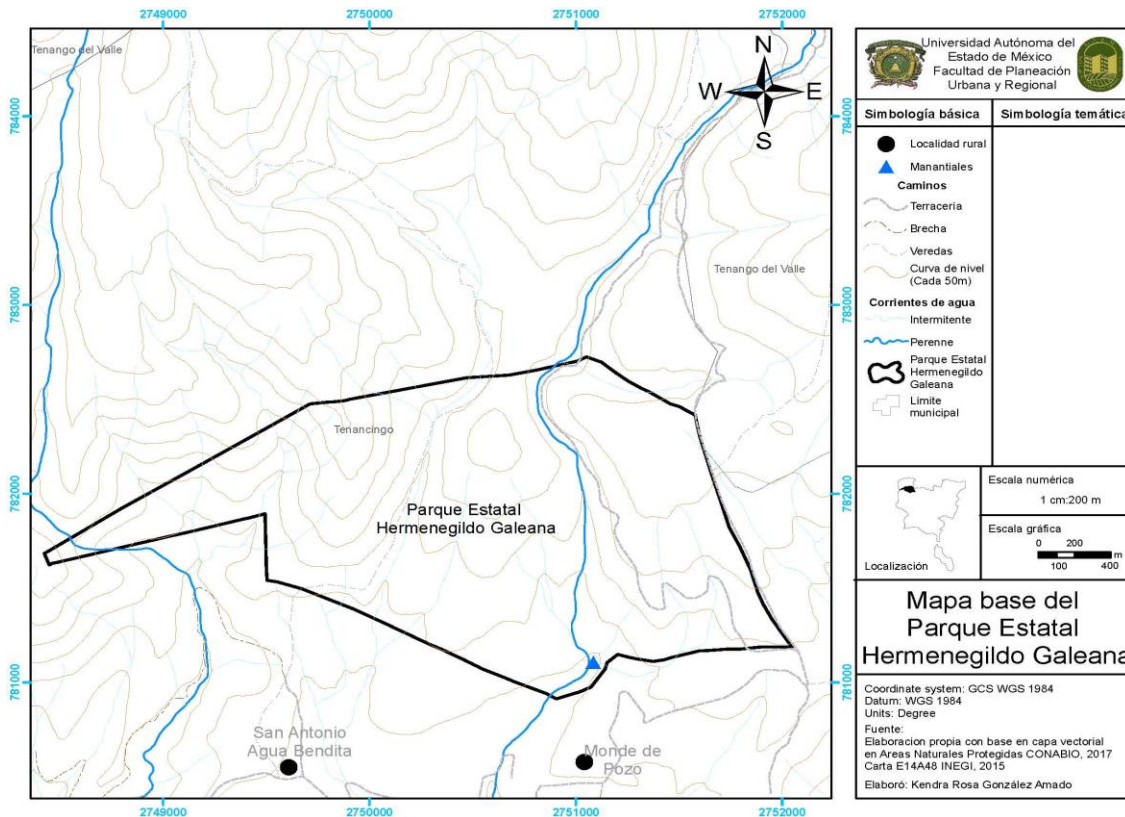 2749000
2750000
2751000
2752000
784000
783000
782000
781000
784000
783000
782000
781000
2749000
2750000
2751000
2752000
Tenango del Valle
N
W
E
S
Tenango del Valle
Tenancingo
Parque Estatal
Hermenegildo Galeana
San Antonio
Agua Bendita
Monde de
Pozo
Universidad Autónoma del
Estado de México
Facultad de Planeación
Urbana y Regional
Simbología básica
Simbología temática
Localidad rural
Manantiales
Caminos
Terraceria
Brecha
Veredas
Curva de nivel
(Cada 50m)
Corrientes de agua
Intermitente
Perenne
Parque Estatal
Hermenegildo
Galeana
Limite
municipal
Localización
Escala numérica
1 cm:200 m
Escala gráfica
0 200
100 400
m
Mapa base del
Parque Estatal
Hermenegildo Galeana
Coordinate system: GCS WGS 1984
Datum: WGS 1984
Units: Degree
Fuente:
Elaboracion propia con base en capa vectorial
en Areas Naturales Protegidas CONABIO, 2017
Carta E14A48 INEGI, 2015
Elaboró: Kendra Rosa González Amado